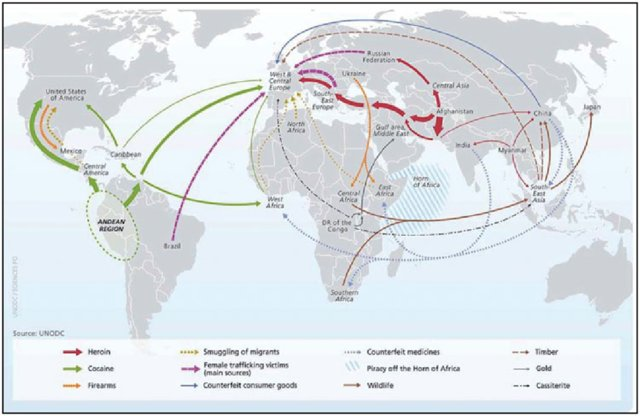 Russian
Federation
West &
Central
Europe
Ukraine
United States
of America
Central Asia
South-
East
Europe
Afghanistan
China
Japan
North
Africa
Gulf area,
Middle East
Mexico
India
Myanmar
Caribbean
Central
America
Horn
of Africa
South-East
Asia
Central
Africa
East
Africa
West
Africa
ANDEAN
REGION
DR of the
Congo
Brazil
Southern
Africa
UNODC / SCIENCES PO
Source: UNODC
Heroin
Smuggling of migrants
Counterfeit medicines
Timber
Cocaine
Female trafficking victims
(main sources)
Piracy off the Horn of Africa
Gold
Firearms
Counterfeit consumer goods
Wildlife
Cassiterite